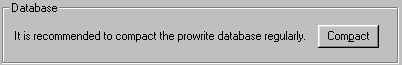 Database
It is recommended to compact the prowrite database regularly. Compact